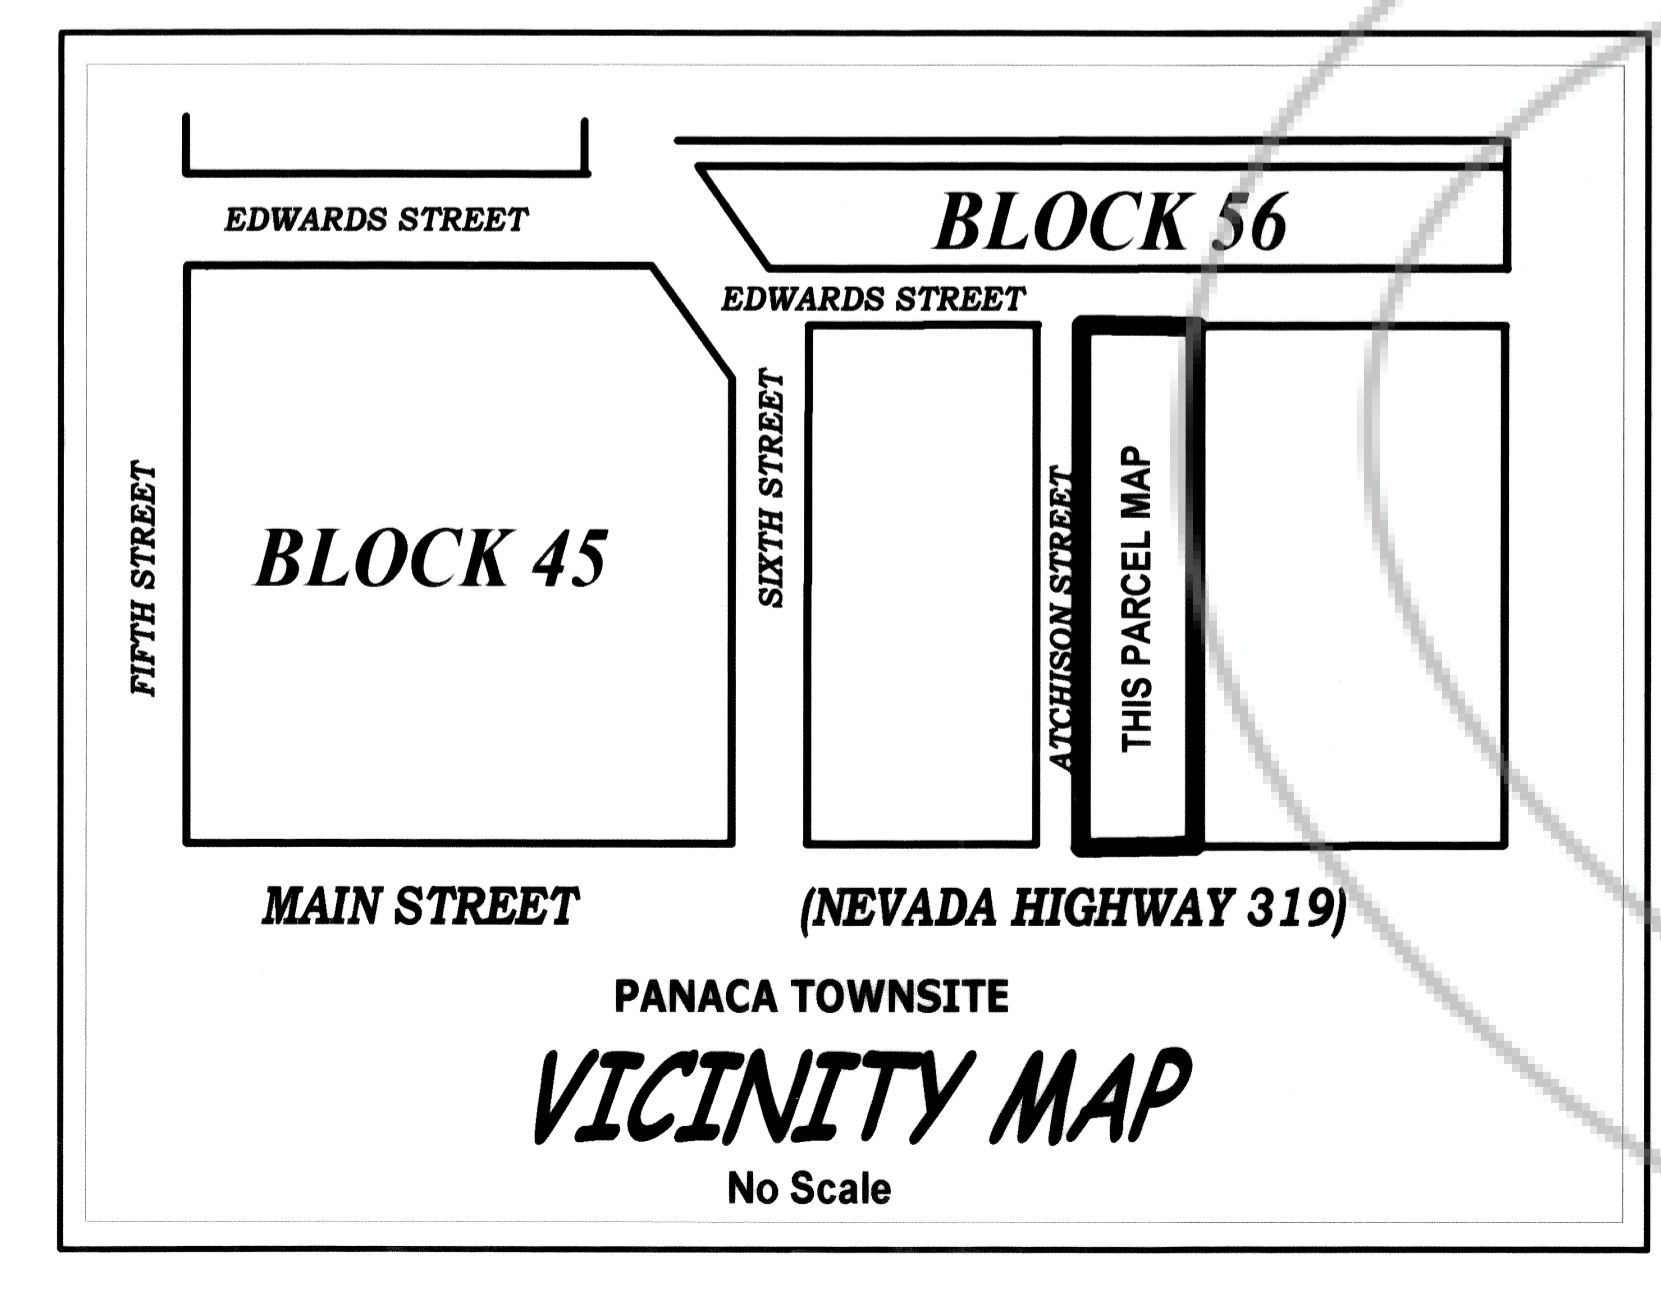 EDWARDS STREET
BLOCK 56
EDWARDS STREET
FIFTH STREET
BLOCK 45
SIXTH STREET
ATCHISON STREET
THIS PARCEL MAP
MAIN STREET
(NEVADA HIGHWAY 319)
PANACA TOWNSITE
VICINITY MAP
No Scale